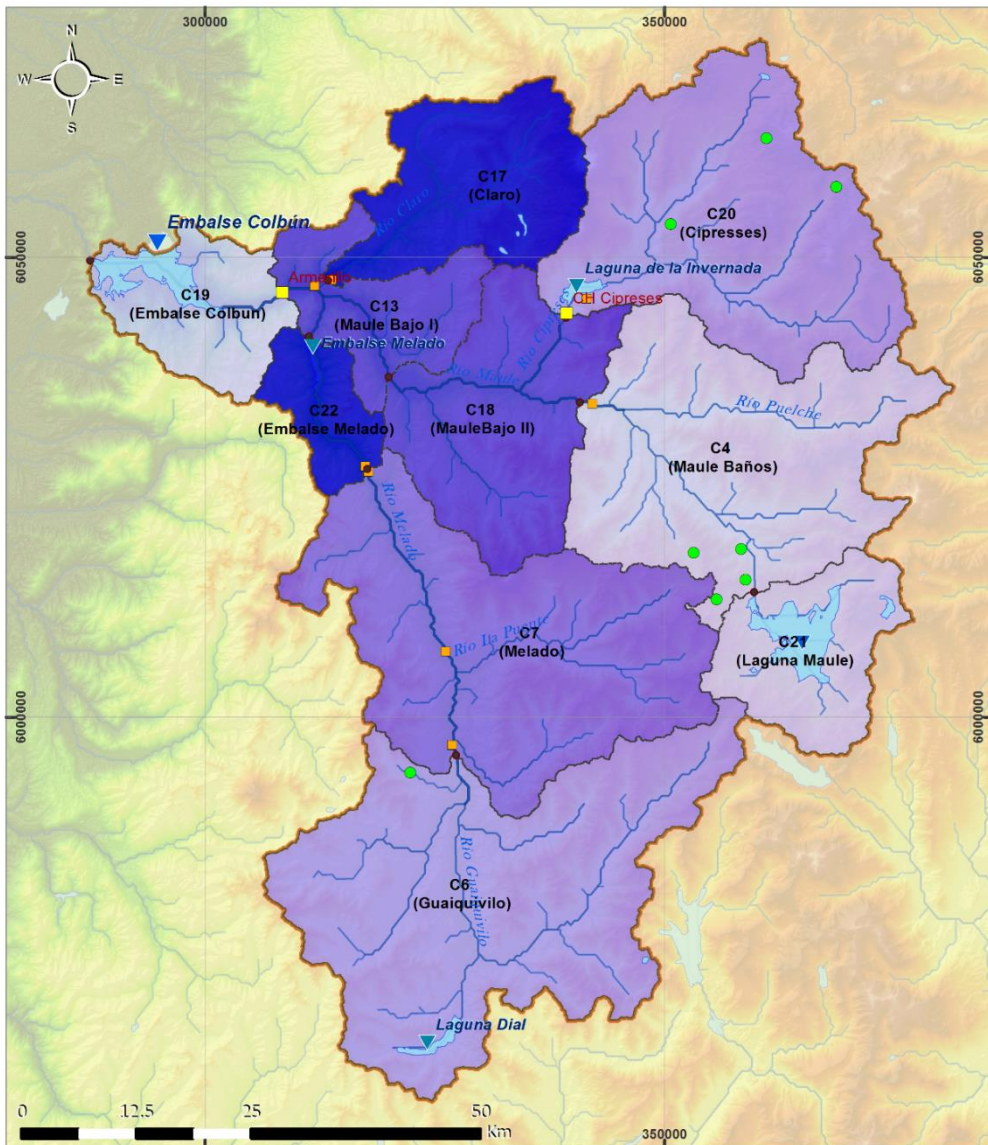 300000
350000
N
W
E
S
C17
(Claro)
Río Claro
C20
(Cipresses)
Embalse Colbún
6050000
6050000
Laguna de la Invernada
Armerillo
C19
(Embalse Colbun)
C13
(Maule Bajo I)
CH Cipreses
Río Cipreses
Embalse Melado
Río Maule
C22
(Embalse Melado)
C18
(MauleBajo II)
Río Puelche
C4
(Maule Baños)
Río Melado
C7
(Melado)
Río Lla Puente
C21
(Laguna Maule)
6000000
6000000
C6
(Guaiquivilo)
Río Guaiquivilo
Laguna Dial
0
12.5
25
50
Km
350000